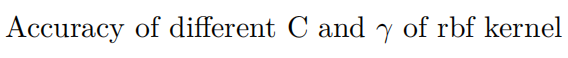 Accuracy of different C and γ of rbf kernel